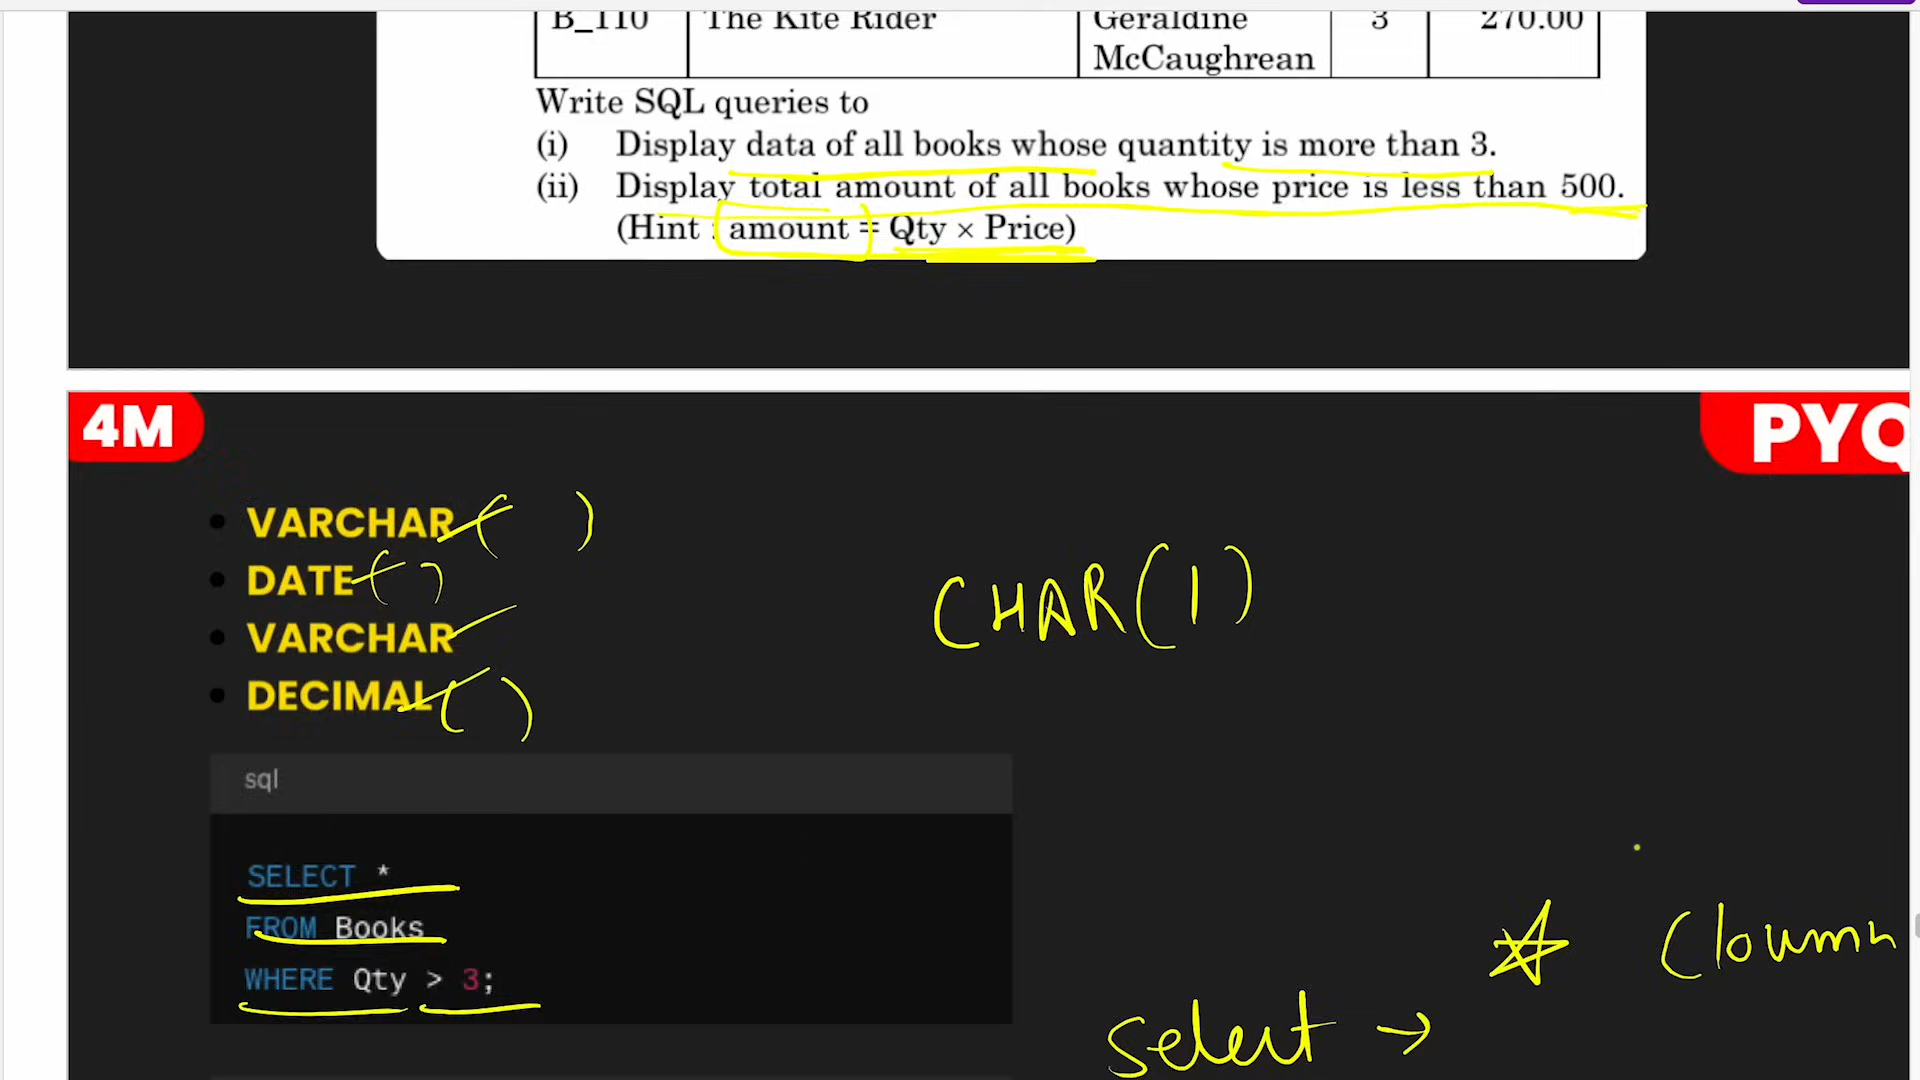 B_110 The Kite Rider Geraldine McCaughrean 3 270.00
Write SQL queries to
(i) Display data of all books whose quantity is more than 3.
(ii) Display total amount of all books whose price is less than 500.
(Hint : amount = Qty × Price)
4M
PYQ
VARCHAR ( )
DATE ( )
VARCHAR
DECIMAL ( )
CHAR(1)
sql
SELECT *
FROM Books
WHERE Qty > 3;
Cloumn
Select →